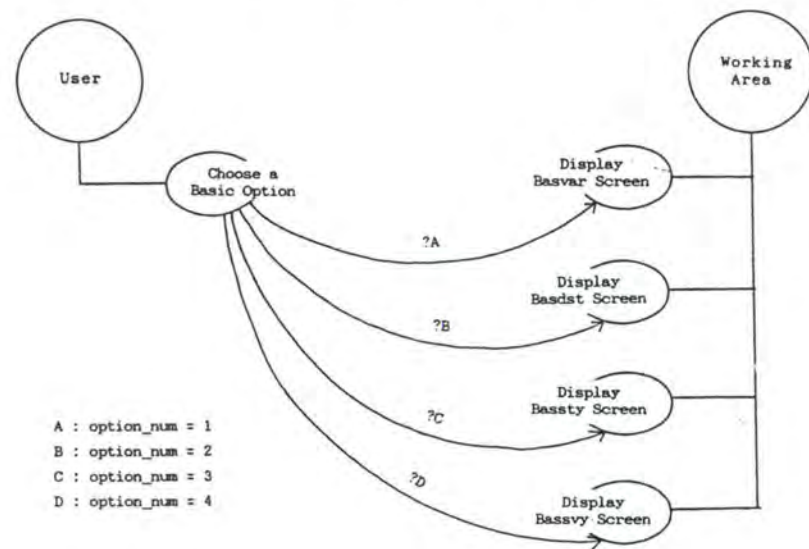 User
Working
Area
Choose a
Basic Option
Display
Basvar Screen
?A
Display
Basdst Screen
?B
Display
Bassty Screen
?C
Display
Bassvy Screen
?D
A : option_num = 1
B : option_num = 2
C : option_num = 3
D : option_num = 4